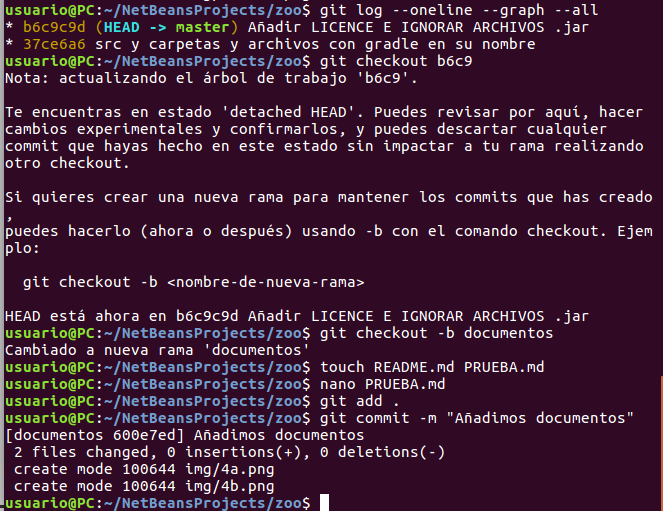 usuario@PC:~/NetBeansProjects/zoo$ git log --oneline --graph --all
* b6c9c9d (HEAD -> master) Añadir LICENCE E IGNORAR ARCHIVOS .jar
* 37ce6a6 src y carpetas y archivos con gradle en su nombre
usuario@PC:~/NetBeansProjects/zoo$ git checkout b6c9
Nota: actualizando el árbol de trabajo 'b6c9'.

Te encuentras en estado 'detached HEAD'. Puedes revisar por aquí, hacer
cambios experimentales y confirmarlos, y puedes descartar cualquier
commit que hayas hecho en este estado sin impactar a tu rama realizando
otro checkout.

Si quieres crear una nueva rama para mantener los commits que has creado
,
puedes hacerlo (ahora o después) usando -b con el comando checkout. Ejem
plo:

  git checkout -b <nombre-de-nueva-rama>

HEAD está ahora en b6c9c9d Añadir LICENCE E IGNORAR ARCHIVOS .jar
usuario@PC:~/NetBeansProjects/zoo$ git checkout -b documentos
Cambiado a nueva rama 'documentos'
usuario@PC:~/NetBeansProjects/zoo$ touch README.md PRUEBA.md
usuario@PC:~/NetBeansProjects/zoo$ nano PRUEBA.md
usuario@PC:~/NetBeansProjects/zoo$ git add .
usuario@PC:~/NetBeansProjects/zoo$ git commit -m "Añadimos documentos"
[documentos 600e7ed] Añadimos documentos
 2 files changed, 0 insertions(+), 0 deletions(-)
 create mode 100644 img/4a.png
 create mode 100644 img/4b.png
usuario@PC:~/NetBeansProjects/zoo$